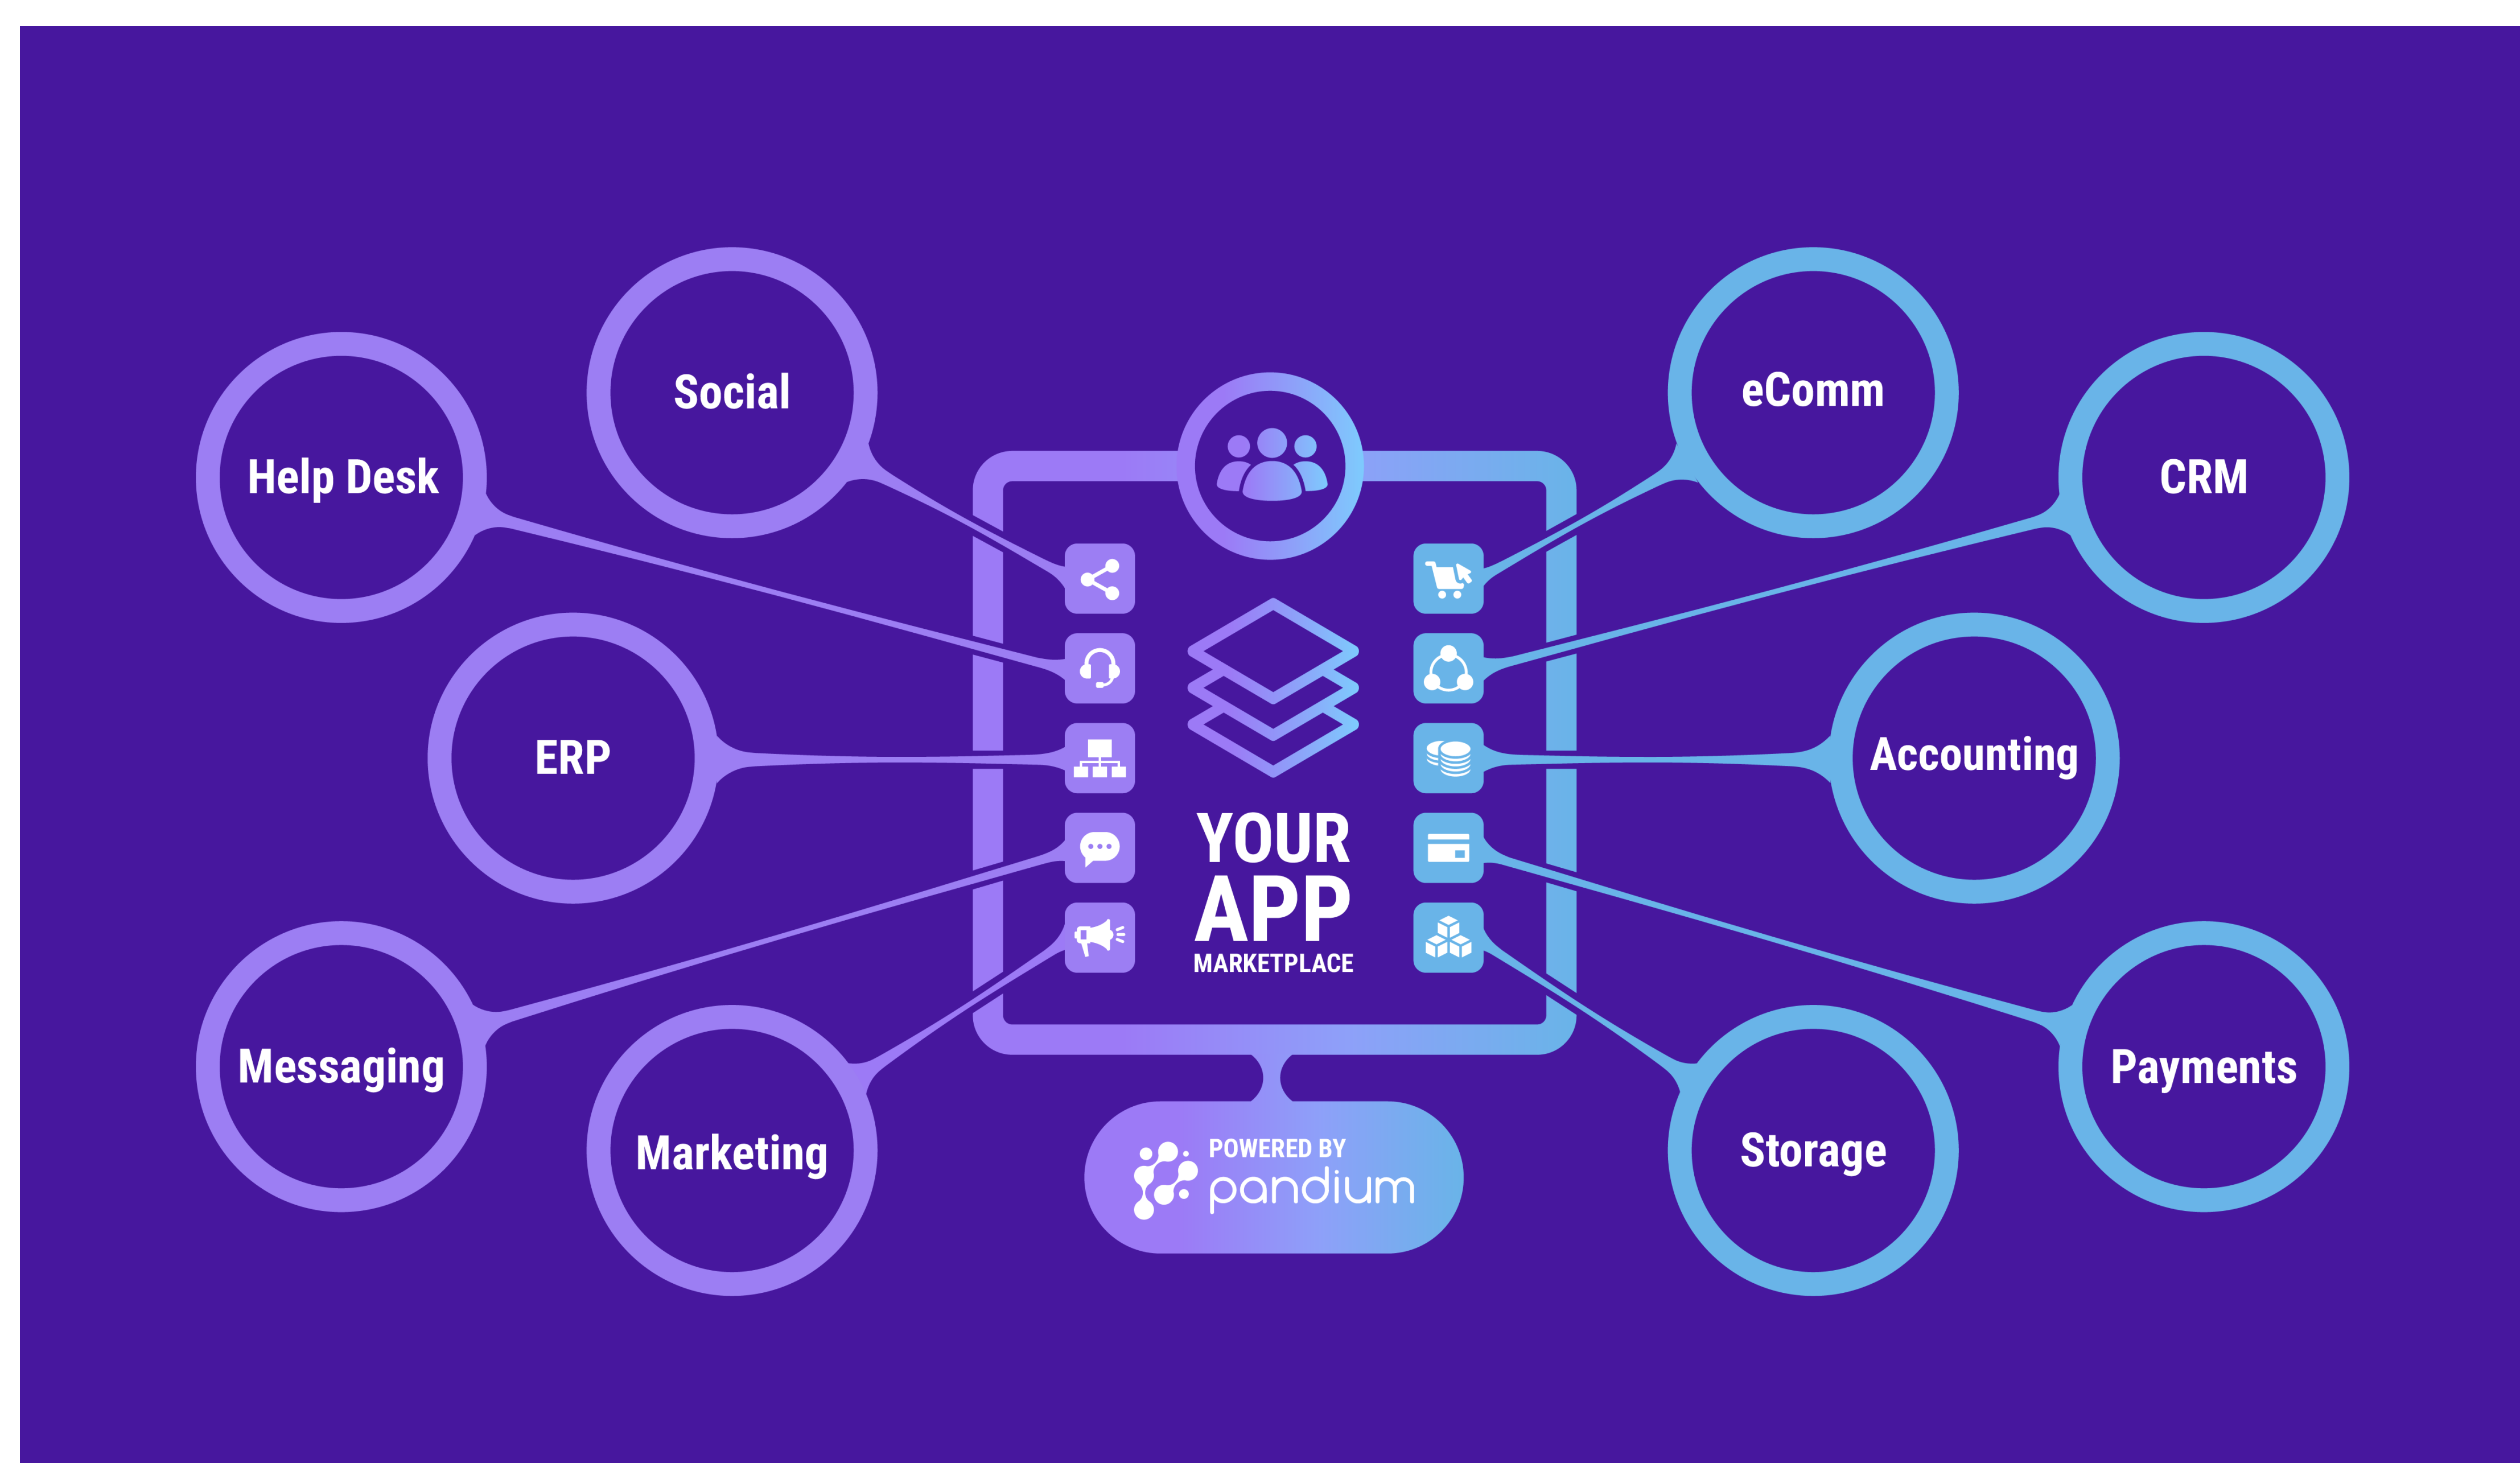 Social
eComm
Help Desk
CRM
ERP
Accounting
YOUR
APP
MARKETPLACE
Messaging
Payments
Marketing
Storage
POWERED BY
pandium